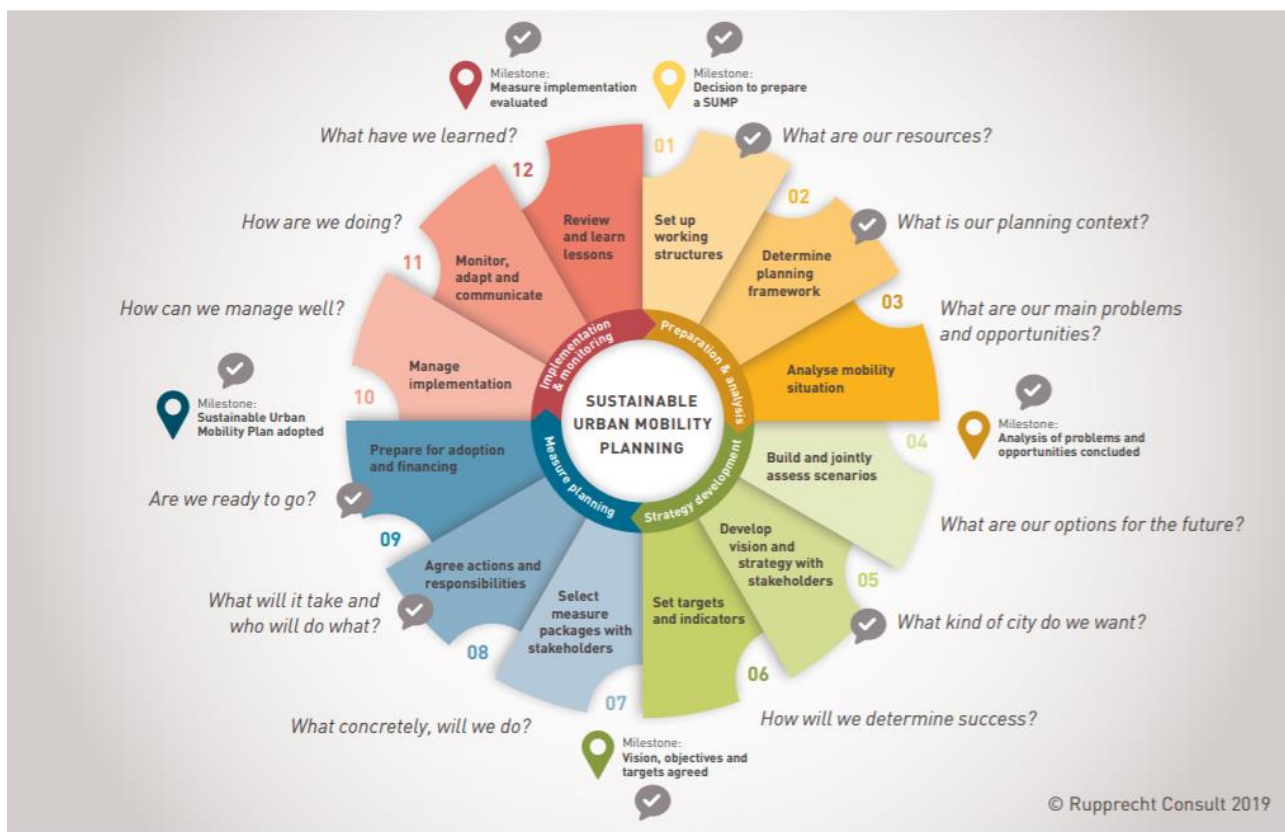 Milestone:
Measure implementation
evaluated
Milestone:
Decision to prepare
a SUMP
What have we learned?
What are our resources?
12
01
Review
and learn
lessons
Set up
working
structures
02
How are we doing?
What is our planning context?
11
Monitor,
adapt and
communicate
Determine
planning
framework
03
How can we manage well?
What are our main problems
and opportunities?
Manage
implementation
Analyse mobility
situation
10
Implementation
& monitoring
Preparation & analysis
SUSTAINABLE
URBAN MOBILITY
PLANNING
Measure planning
Strategy development
Milestone:
Sustainable Urban
Mobility Plan adopted
Milestone:
Analysis of problems and
opportunities concluded
Prepare for adoption
and financing
04
Build and jointly
assess scenarios
Are we ready to go?
What are our options for the future?
09
Agree actions and
responsibilities
Develop
vision and
strategy with
stakeholders
05
What will it take and
who will do what?
Select
measure
packages with
stakeholders
Set targets
and indicators
What kind of city do we want?
08
06
07
What concretely, will we do?
How will we determine success?
Milestone:
Vision, objectives and
targets agreed
© Rupprecht Consult 2019